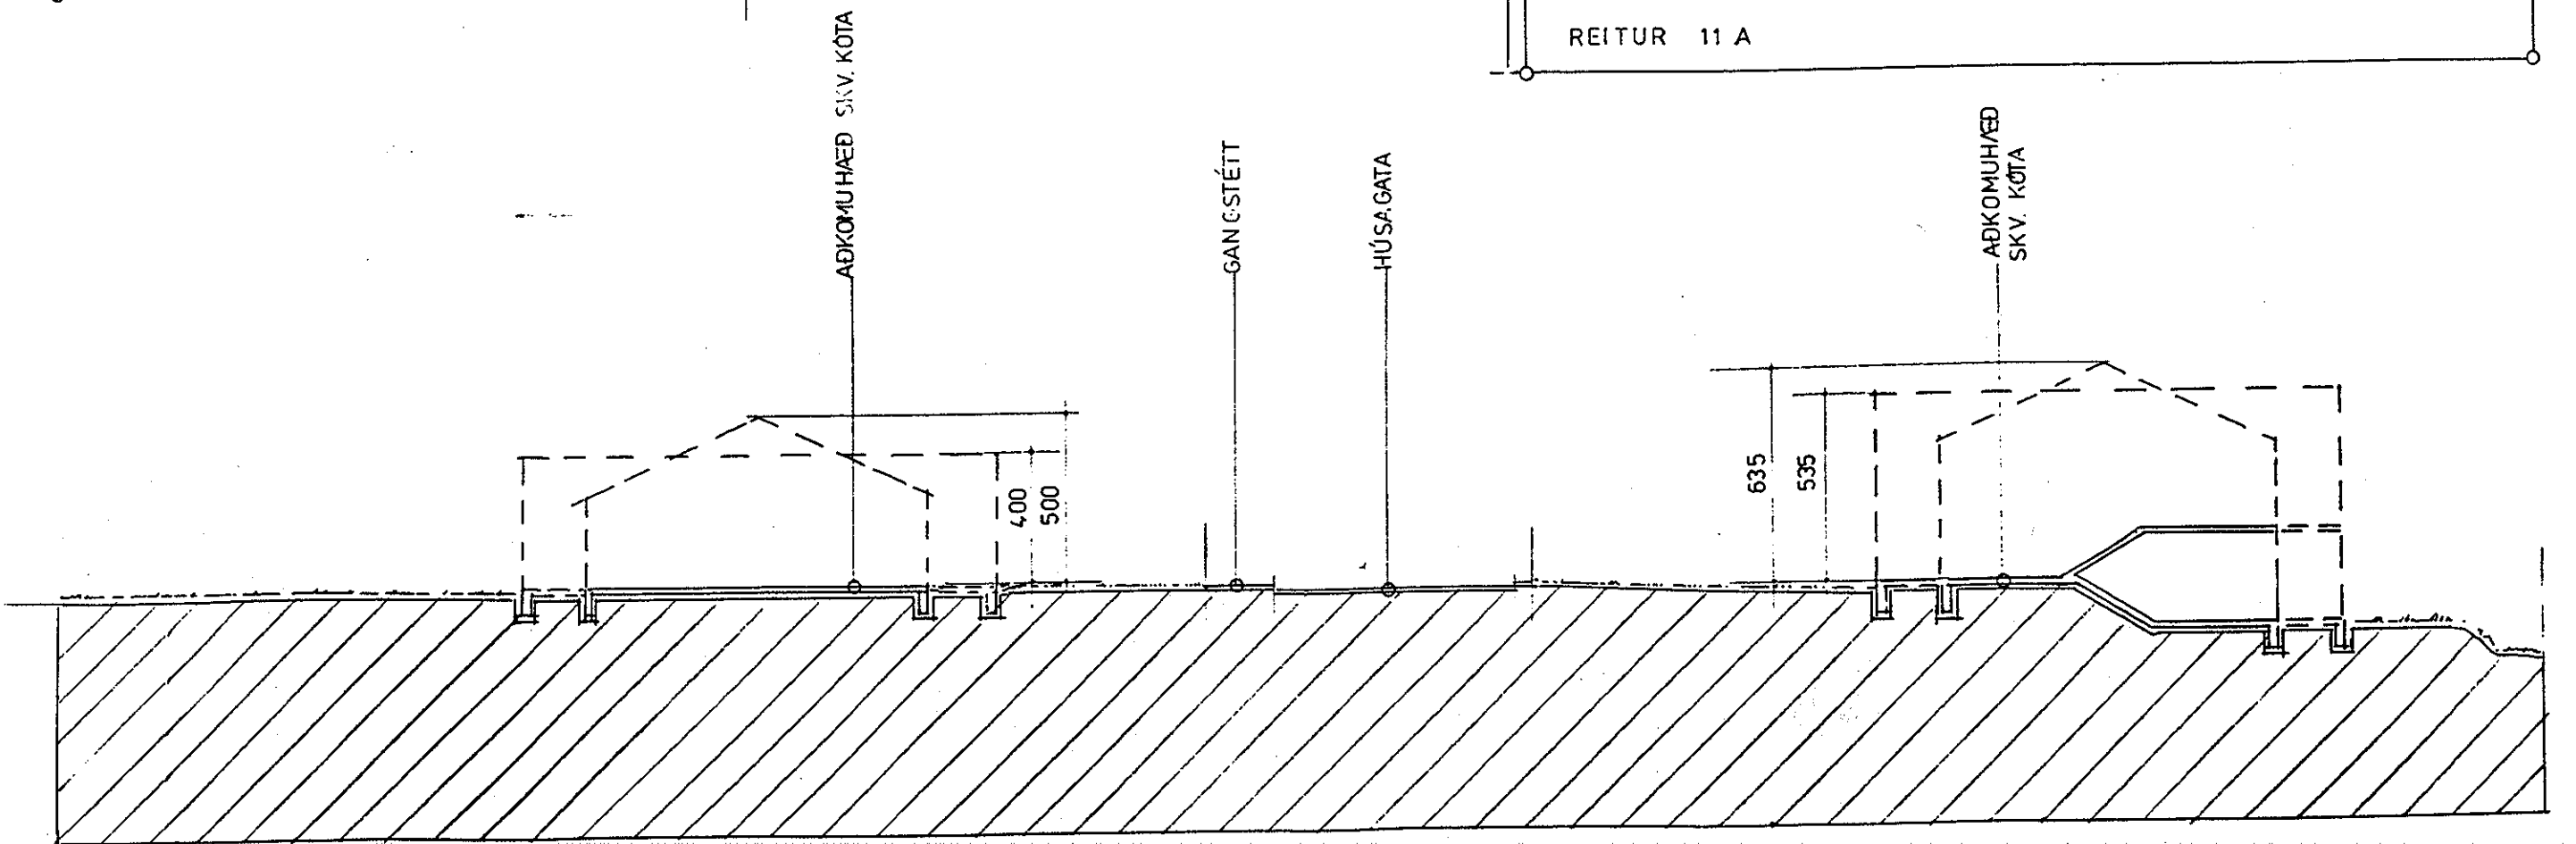 REITUR 11 A
AÐKOMUHÆÐ SKV. KÓTA
GANGSTÉTT
HÚSAGATA
AÐKOMUHÆÐ
SKV. KÓTA
400
500
635
535